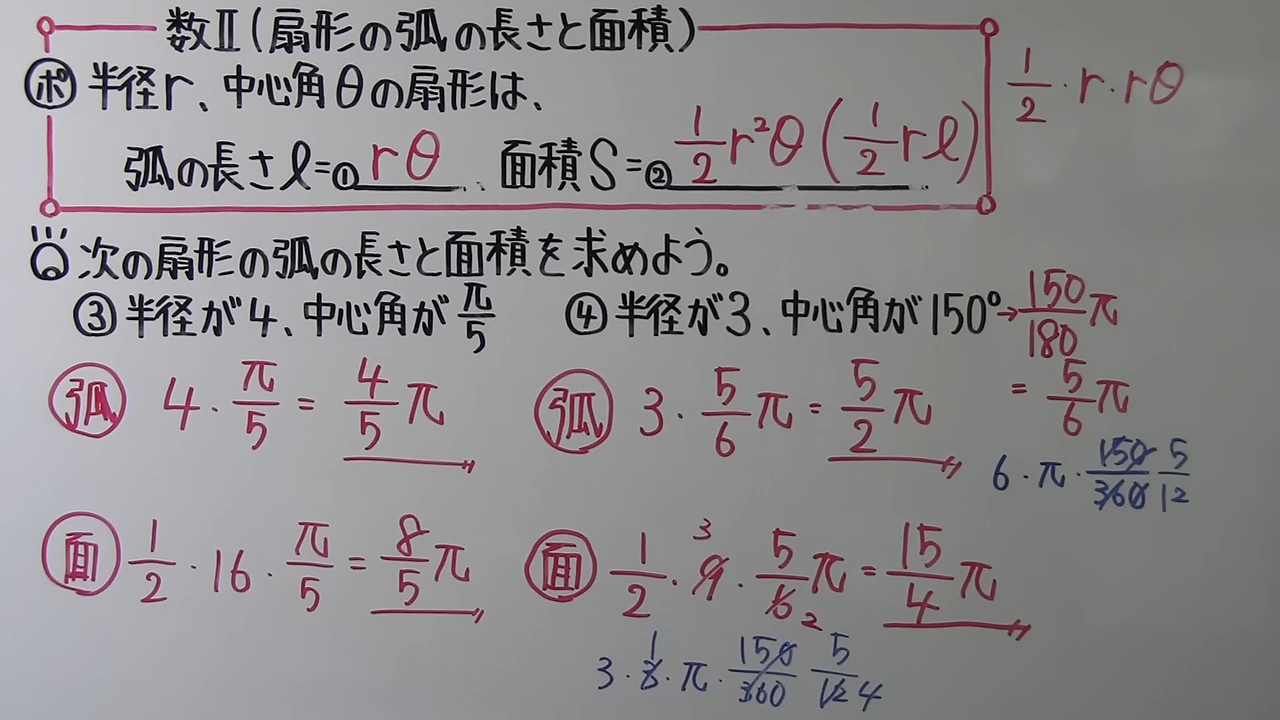 数Ⅱ(扇形の弧の長さと面積)
ポ 半径r、中心角θの扇形は、
弧の長さℓ=① rθ 、面積S=② 1/2 r²θ (1/2 rℓ)
1/2・r・rθ
次の扇形の弧の長さと面積を求めよう。
③半径が4、中心角がπ/5
④半径が3、中心角が150°→150/180 π
= 5/6 π
弧 4・π/5 = 4/5 π
弧 3・5/6 π = 5/2 π
6・π・150/360 5/12
面 1/2・16・π/5 = 8/5 π
面 1/2・9 3・5/6 2 π = 15/4 π
3・3 1・π・150/360 5/12 4